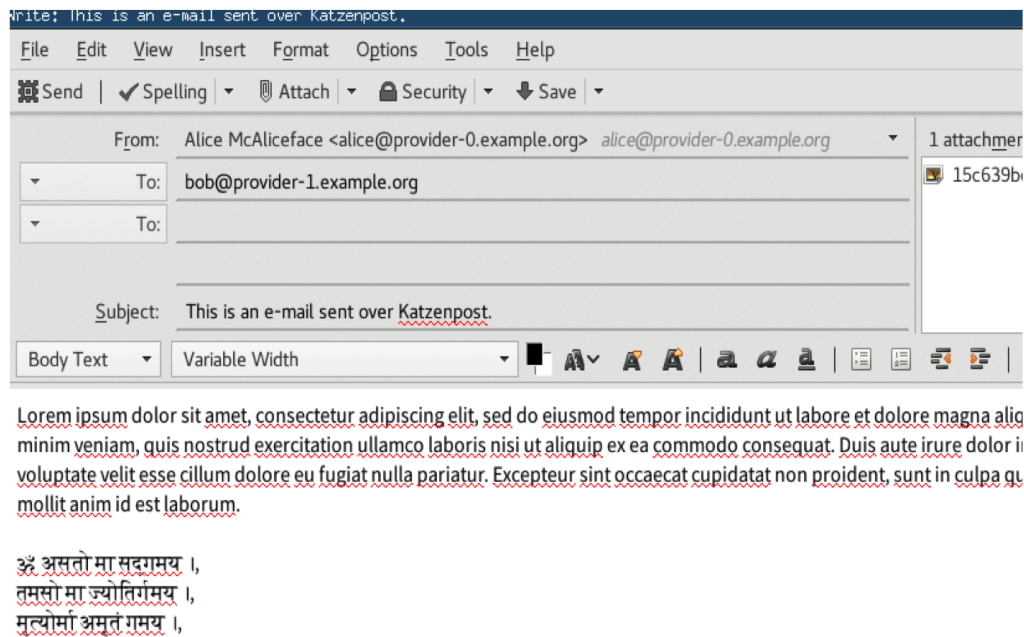 Write: This is an e-mail sent over Katzenpost.
File Edit View Insert Format Options Tools Help
Send Spelling Attach Security Save
From: Alice McAliceface <alice@provider-0.example.org> alice@provider-0.example.org
1 attachmen
To: bob@provider-1.example.org
15c639b
To:
Subject: This is an e-mail sent over Katzenpost.
Body Text Variable Width
Lorem ipsum dolor sit amet, consectetur adipiscing elit, sed do eiusmod tempor incididunt ut labore et dolore magna aliq
minim veniam, quis nostrud exercitation ullamco laboris nisi ut aliquip ex ea commodo consequat. Duis aute irure dolor i
voluptate velit esse cillum dolore eu fugiat nulla pariatur. Excepteur sint occaecat cupidatat non proident, sunt in culpa qu
mollit anim id est laborum.
ॐ असतो मा सद्गमय ।,
तमसो मा ज्योतिर्गमय ।,
मृत्योर्मा अमृतं गमय ।,